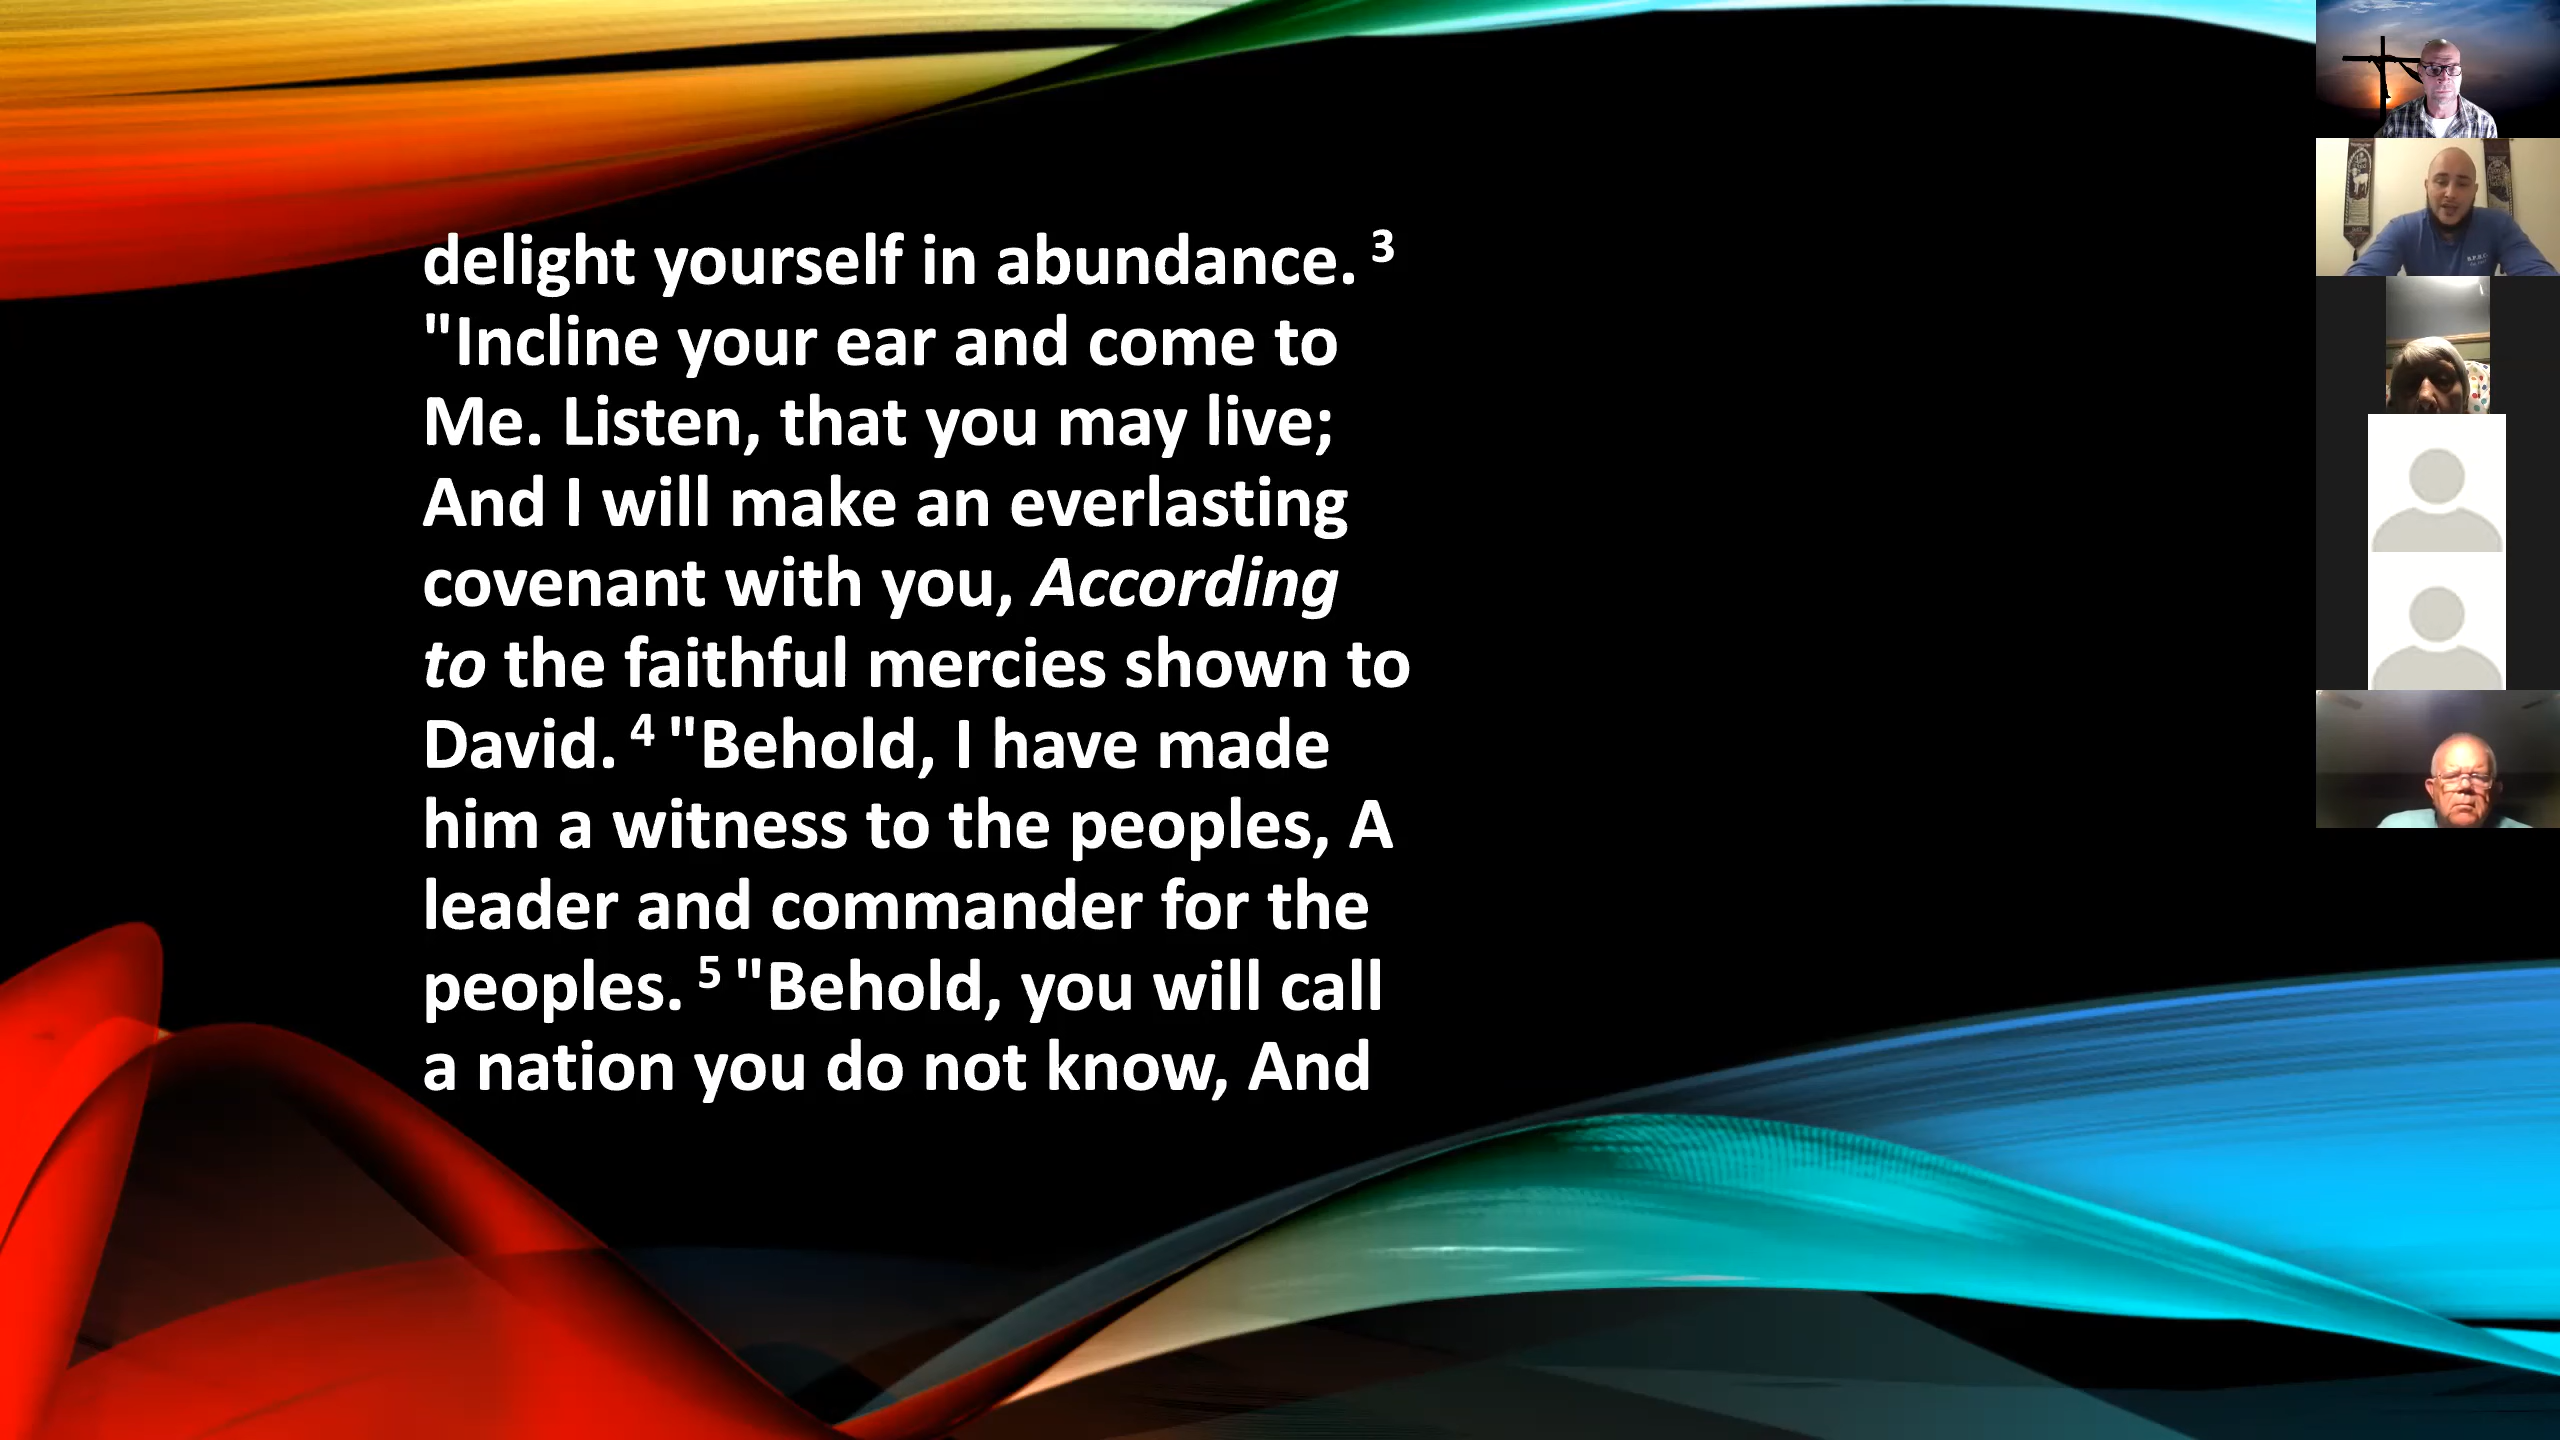 delight yourself in abundance. 3
"Incline your ear and come to
Me. Listen, that you may live;
And I will make an everlasting
covenant with you, According
to the faithful mercies shown to
David. 4 "Behold, I have made
him a witness to the peoples, A
leader and commander for the
peoples. 5 "Behold, you will call
a nation you do not know, And